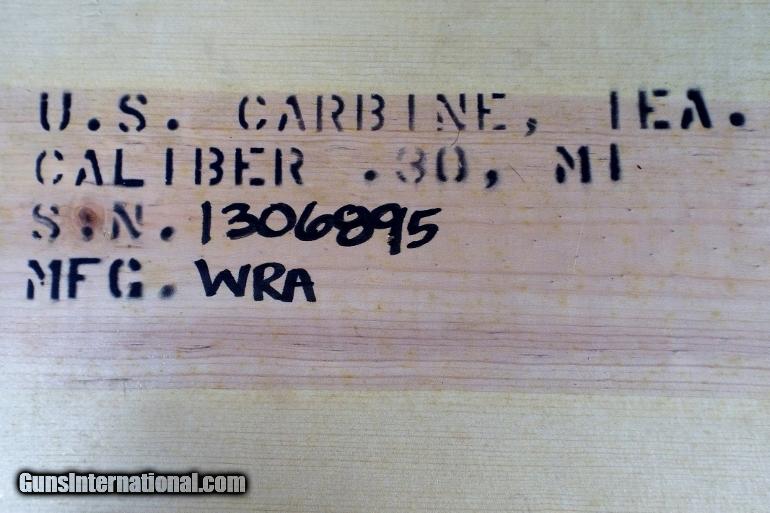 U.S. CARBINE, 1EA.
CALIBER .30, M1
S.N. 1306895
MFG. WRA
GunsInternational.com